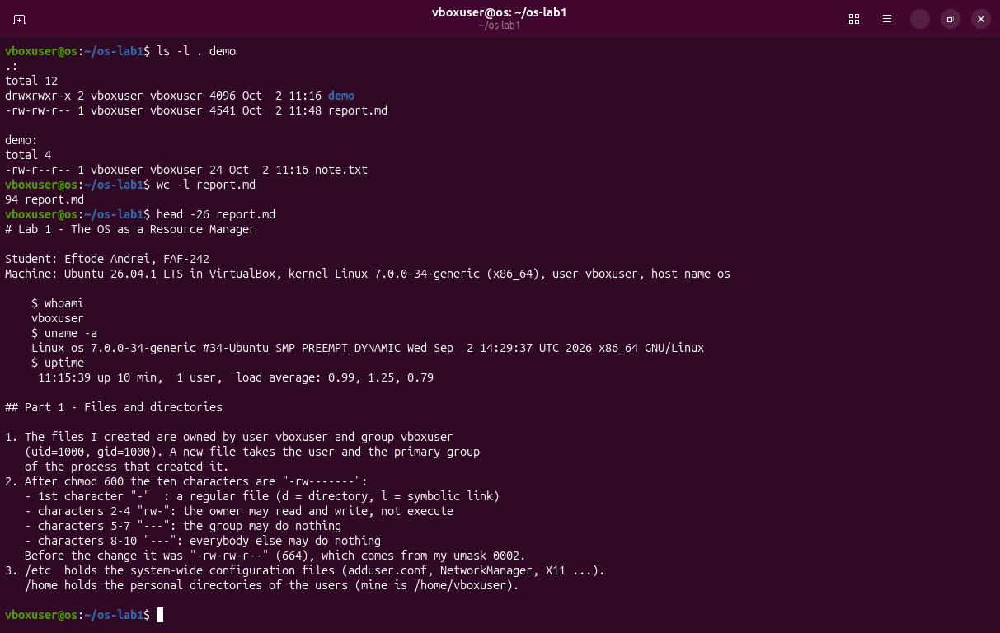 vboxuser@os: ~/os-lab1
~/os-lab1
vboxuser@os:~/os-lab1$ ls -l . demo
.:
total 12
drwxrwxr-x 2 vboxuser vboxuser 4096 Oct  2 11:16 demo
-rw-rw-r-- 1 vboxuser vboxuser 4541 Oct  2 11:48 report.md

demo:
total 4
-rw-r--r-- 1 vboxuser vboxuser 24 Oct  2 11:16 note.txt
vboxuser@os:~/os-lab1$ wc -l report.md
94 report.md
vboxuser@os:~/os-lab1$ head -26 report.md
# Lab 1 - The OS as a Resource Manager

Student: Eftode Andrei, FAF-242
Machine: Ubuntu 26.04.1 LTS in VirtualBox, kernel Linux 7.0.0-34-generic (x86_64), user vboxuser, host name os

    $ whoami
    vboxuser
    $ uname -a
    Linux os 7.0.0-34-generic #34-Ubuntu SMP PREEMPT_DYNAMIC Wed Sep  2 14:29:37 UTC 2026 x86_64 GNU/Linux
    $ uptime
     11:15:39 up 10 min,  1 user,  load average: 0.99, 1.25, 0.79

## Part 1 - Files and directories

1. The files I created are owned by user vboxuser and group vboxuser
   (uid=1000, gid=1000). A new file takes the user and the primary group
   of the process that created it.
2. After chmod 600 the ten characters are "-rw-------":
   - 1st character "-"  : a regular file (d = directory, l = symbolic link)
   - characters 2-4 "rw-": the owner may read and write, not execute
   - characters 5-7 "---": the group may do nothing
   - characters 8-10 "---": everybody else may do nothing
   Before the change it was "-rw-rw-r--" (664), which comes from my umask 0002.
3. /etc  holds the system-wide configuration files (adduser.conf, NetworkManager, X11 ...).
   /home holds the personal directories of the users (mine is /home/vboxuser).

vboxuser@os:~/os-lab1$